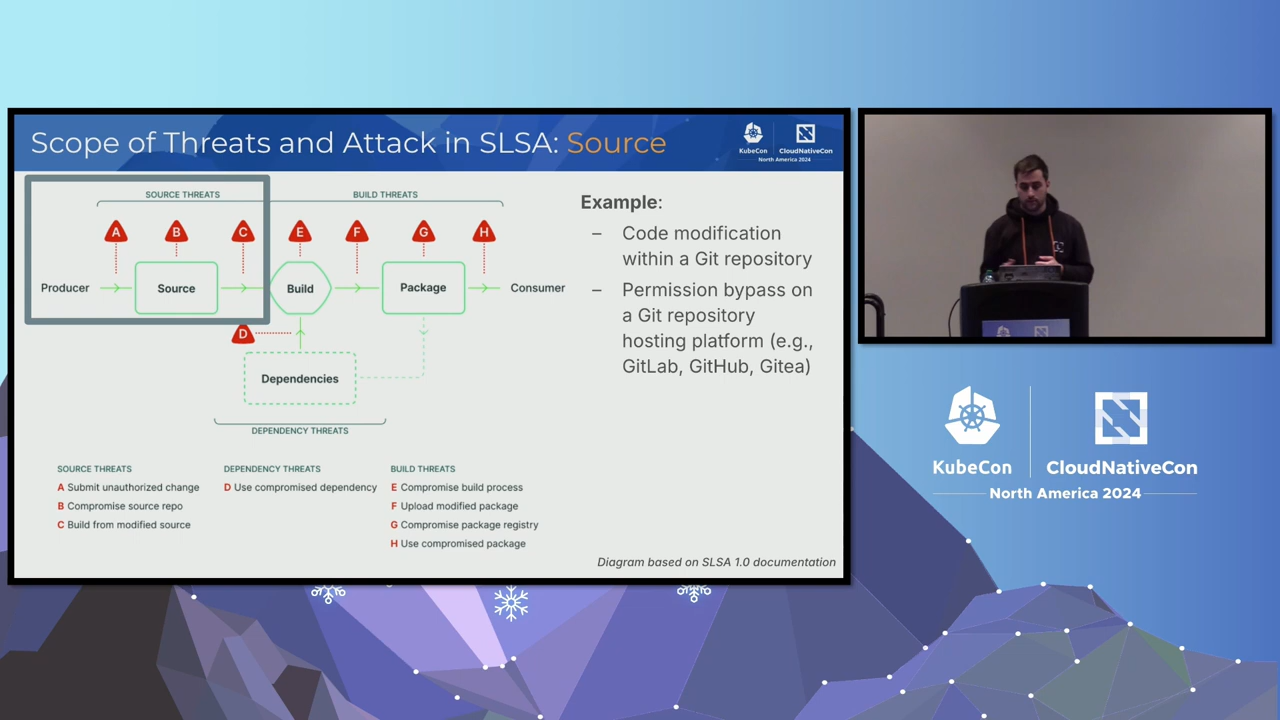 Scope of Threats and Attack in SLSA: Source
KubeCon
CloudNativeCon
North America 2024
SOURCE THREATS
BUILD THREATS
A
B
C
E
F
G
H
Producer
Source
Build
Package
Consumer
D
Dependencies
DEPENDENCY THREATS
SOURCE THREATS
A Submit unauthorized change
B Compromise source repo
C Build from modified source
DEPENDENCY THREATS
D Use compromised dependency
BUILD THREATS
E Compromise build process
F Upload modified package
G Compromise package registry
H Use compromised package
Example:
– Code modification
within a Git repository
– Permission bypass on
a Git repository
hosting platform (e.g.,
GitLab, GitHub, Gitea)
Diagram based on SLSA 1.0 documentation
KubeCon
CloudNativeCon
North America 2024